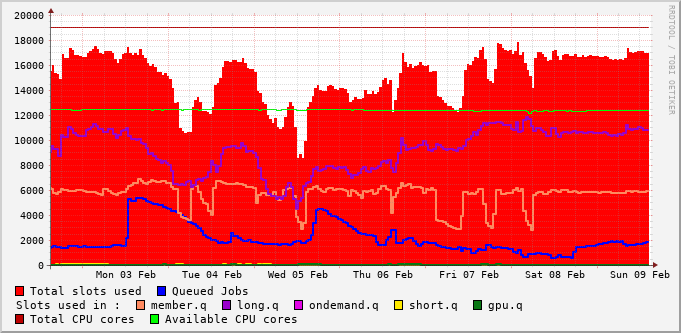 20000
18000
16000
14000
12000
10000
8000
6000
4000
2000
0
Mon 03 Feb Tue 04 Feb Wed 05 Feb Thu 06 Feb Fri 07 Feb Sat 08 Feb Sun 09 Feb
RRDTOOL / TOBI OETIKER
Total slots used Queued Jobs
Slots used in : member.q long.q ondemand.q short.q gpu.q
Total CPU cores Available CPU cores